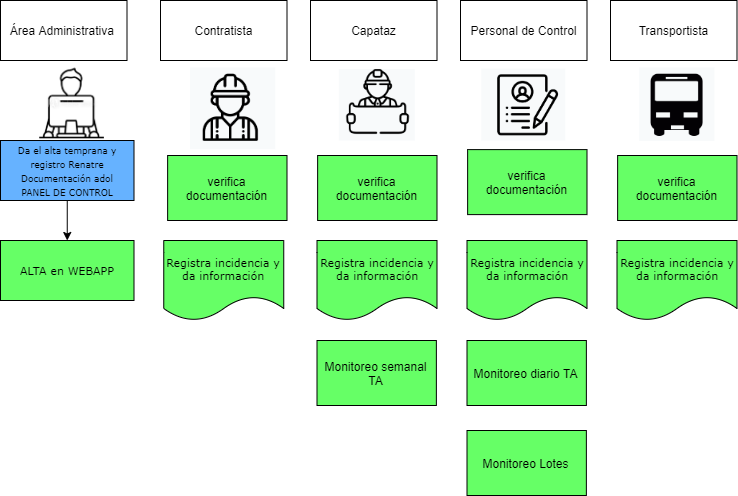 Área Administrativa
Contratista
Capataz
Personal de Control
Transportista
Da el alta temprana y
registro Renatre
Documentación adol
PANEL DE CONTROL
verifica
documentación
verifica
documentación
verifica
documentación
verifica
documentación
ALTA en WEBAPP
Registra incidencia y
da información
Registra incidencia y
da información
Registra incidencia y
da información
Registra incidencia y
da información
Monitoreo semanal
TA
Monitoreo diario TA
Monitoreo Lotes